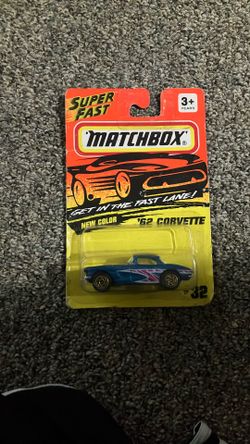 SUPER FAST
3+
YEARS
MATCHBOX®
GET IN THE FAST LANE!
NEW COLOR
'62 CORVETTE
32